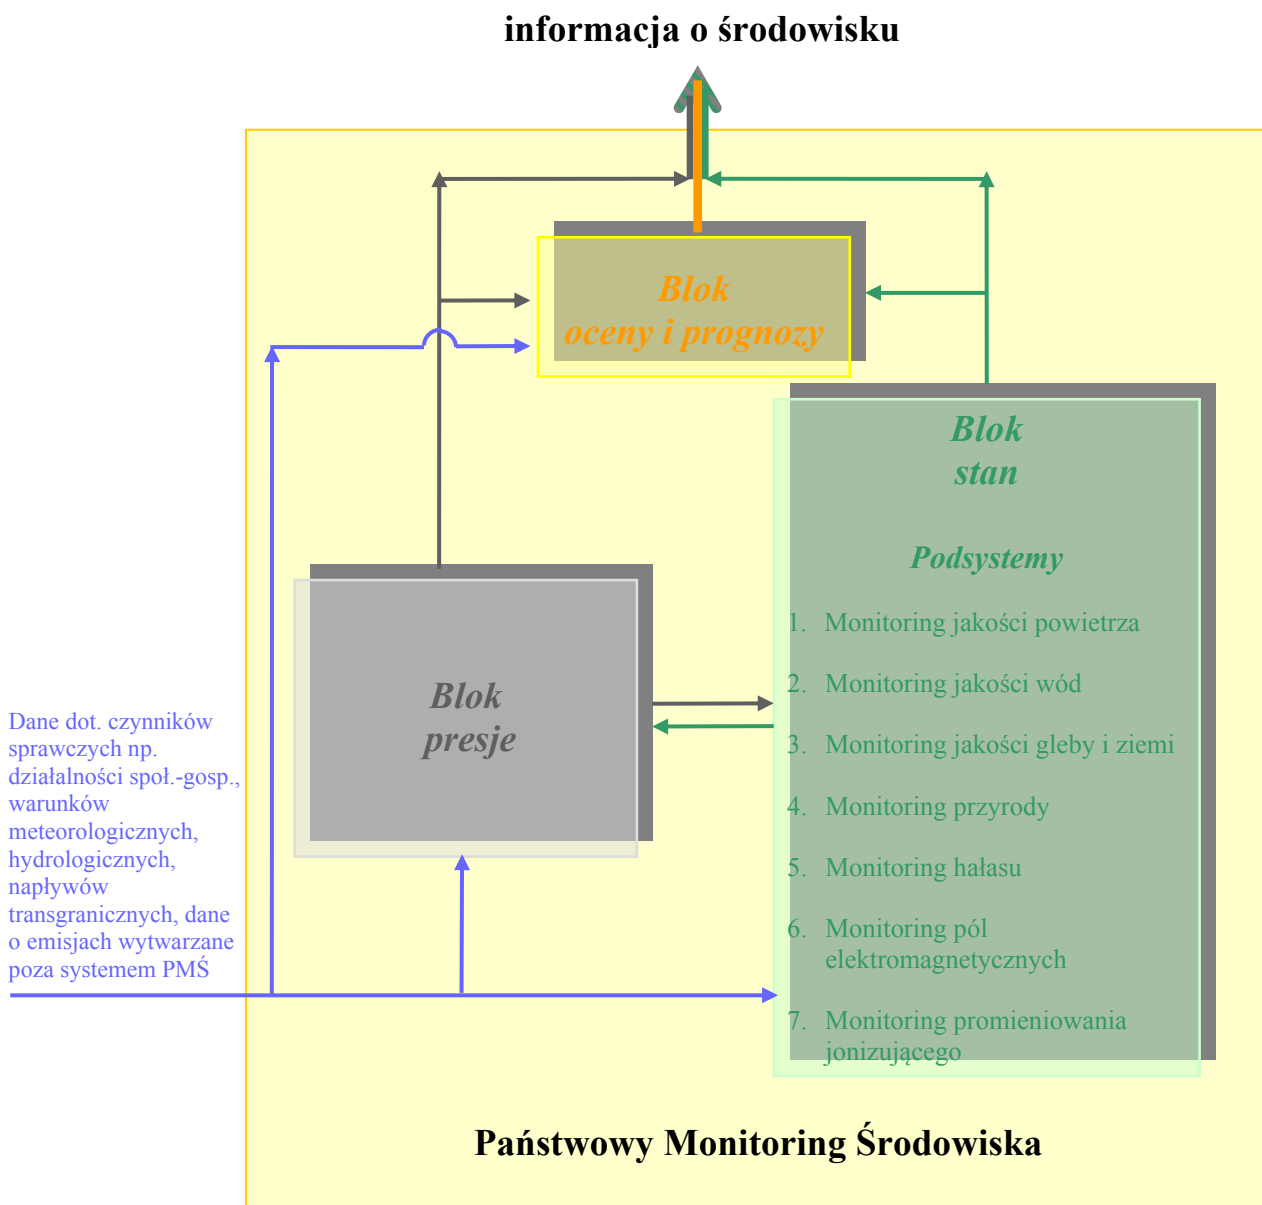 informacja o środowisku
Blok
oceny i prognozy
Blok
stan
Podsystemy
1. Monitoring jakości powietrza
2. Monitoring jakości wód
3. Monitoring jakości gleby i ziemi
4. Monitoring przyrody
5. Monitoring hałasu
6. Monitoring pól
elektromagnetycznych
7. Monitoring promieniowania
jonizującego
Blok
presje
Dane dot. czynników
sprawczych np.
działalności społ.-gosp.,
warunków
meteorologicznych,
hydrologicznych,
napływów
transgranicznych, dane
o emisjach wytwarzane
poza systemem PMŚ
Państwowy Monitoring Środowiska